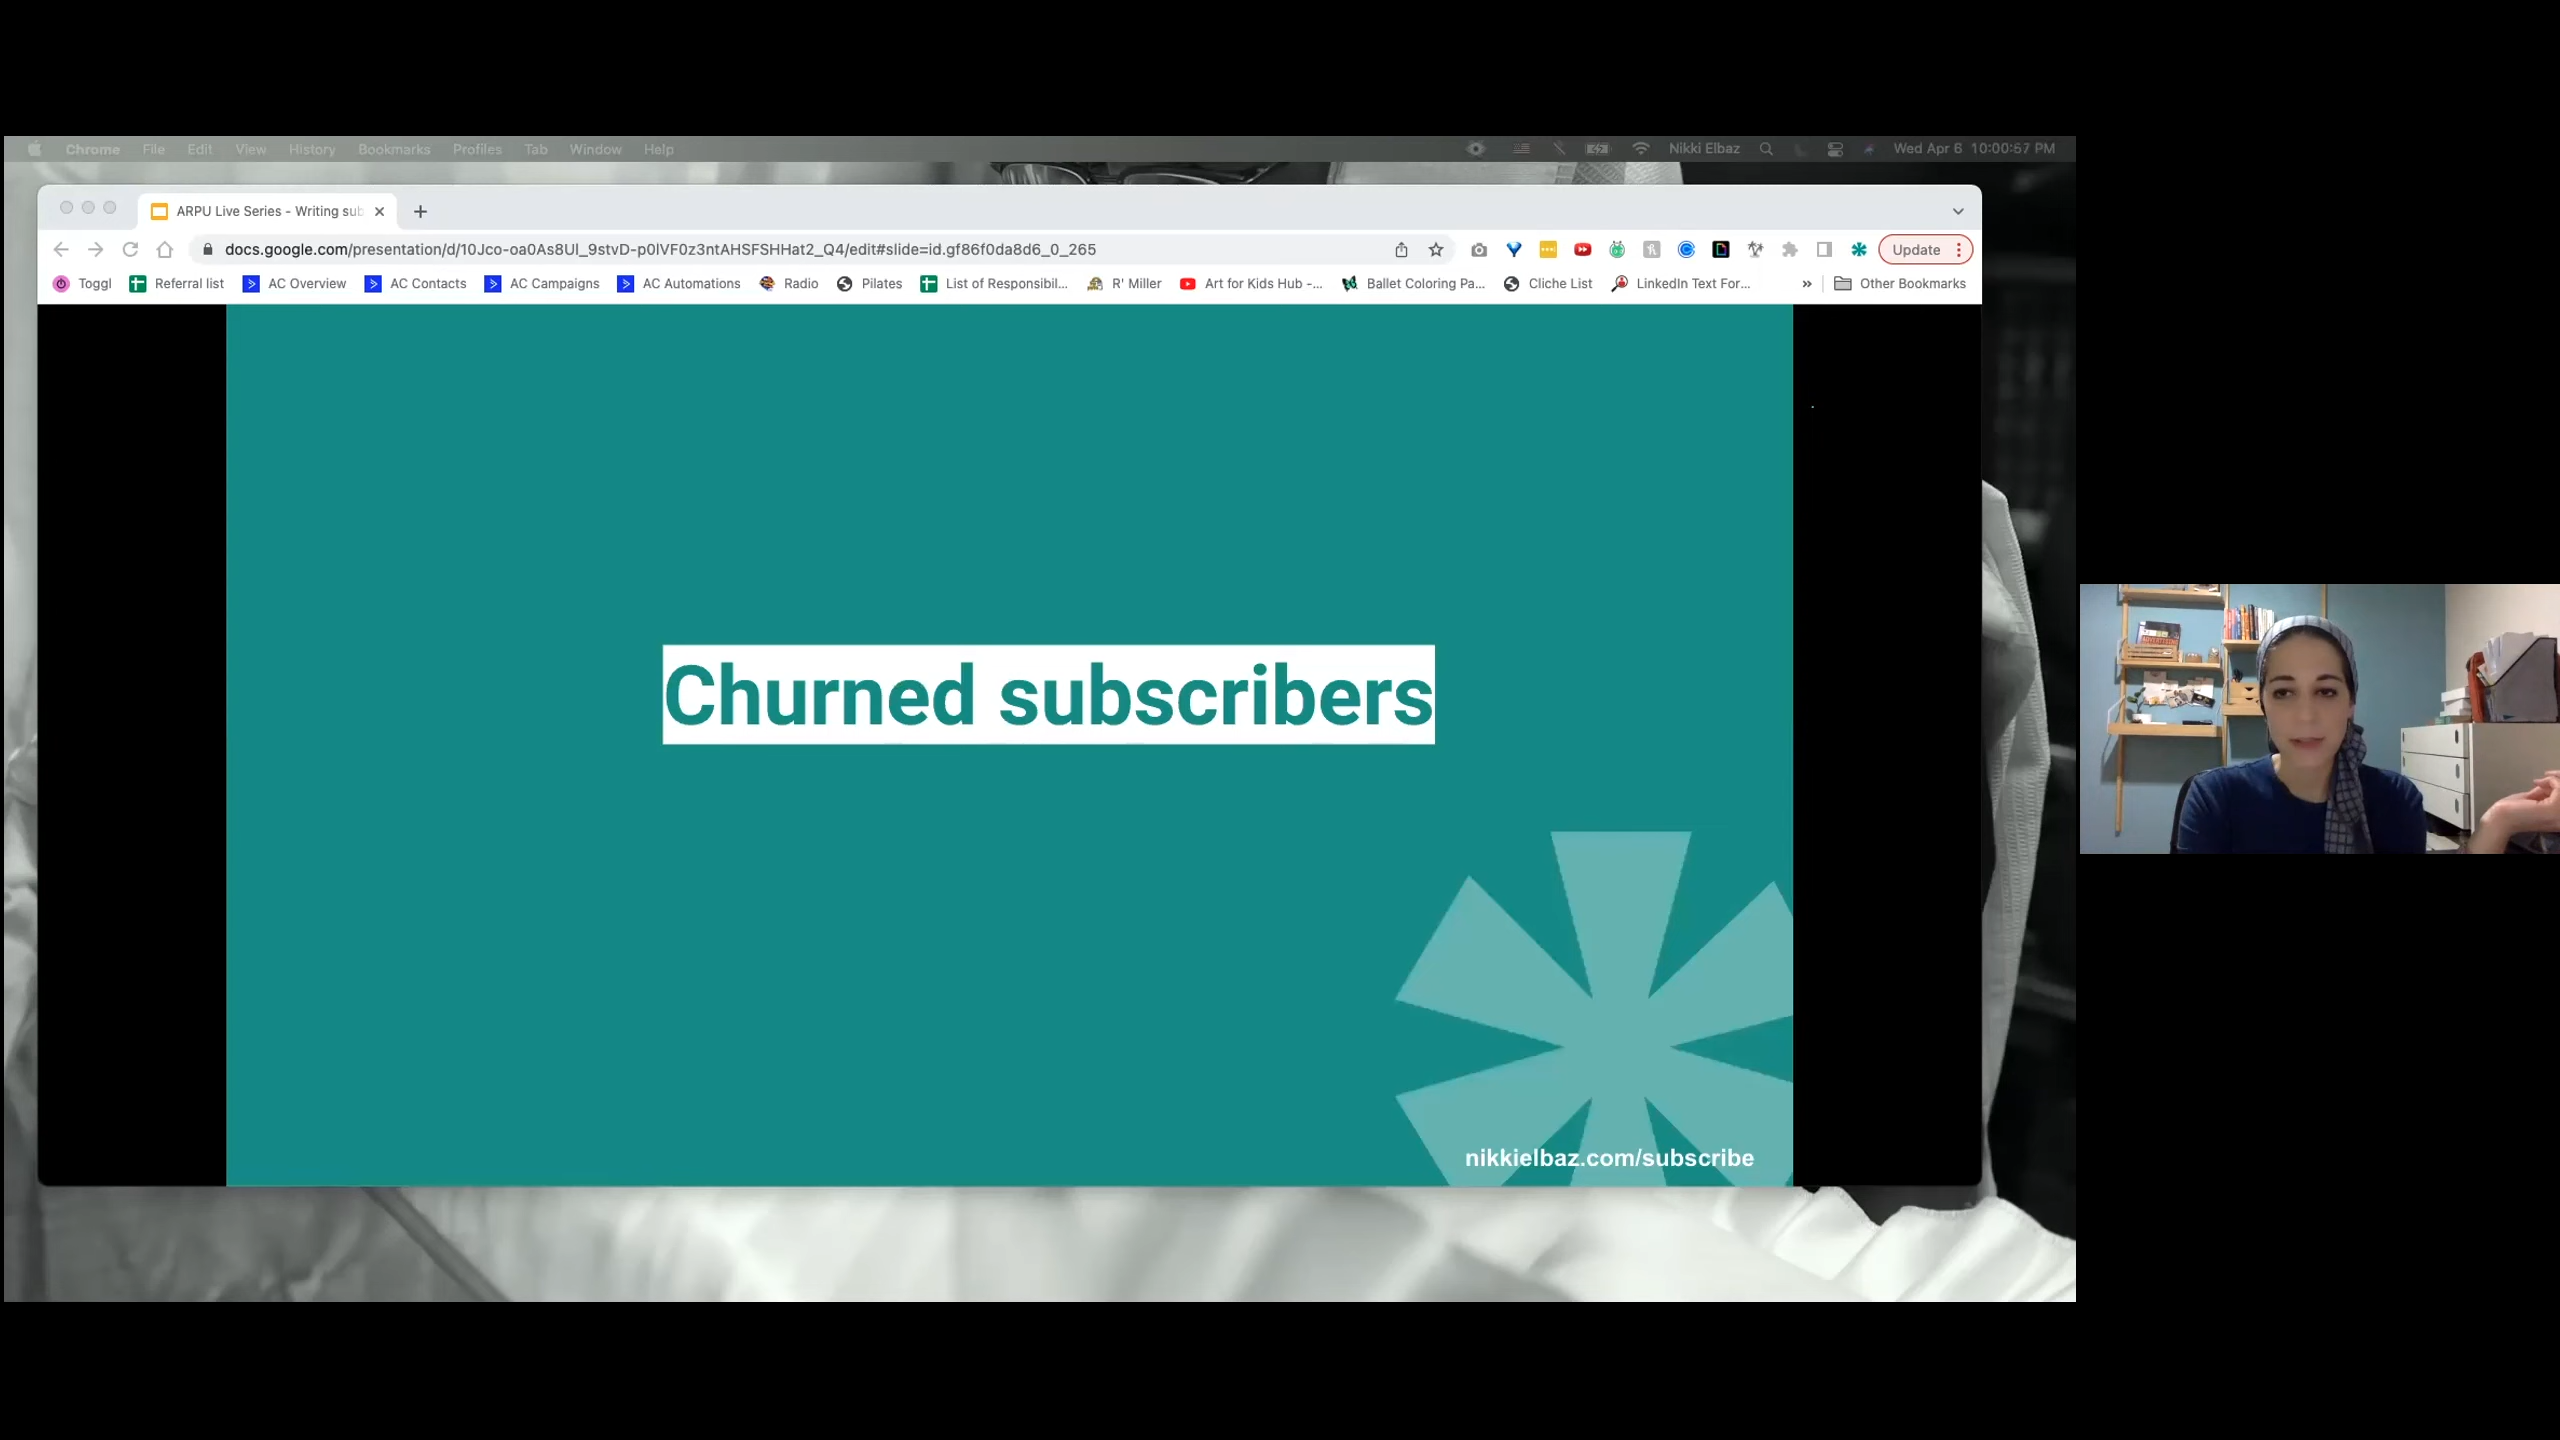 Chrome File Edit View History Bookmarks Profiles Tab Window Help Nikki Elbaz Wed Apr 6 10:00:57 PM
ARPU Live Series - Writing sub
docs.google.com/presentation/d/10Jco-oa0As8Ul_9stvD-p0lVF0z3ntAHSFSHHat2_Q4/edit#slide=id.gf86f0da8d6_0_265 Update
Toggl Referral list AC Overview AC Contacts AC Campaigns AC Automations Radio Pilates List of Responsibil... R' Miller Art for Kids Hub -... Ballet Coloring Pa... Cliche List LinkedIn Text For... » Other Bookmarks
Churned subscribers
nikkielbaz.com/subscribe